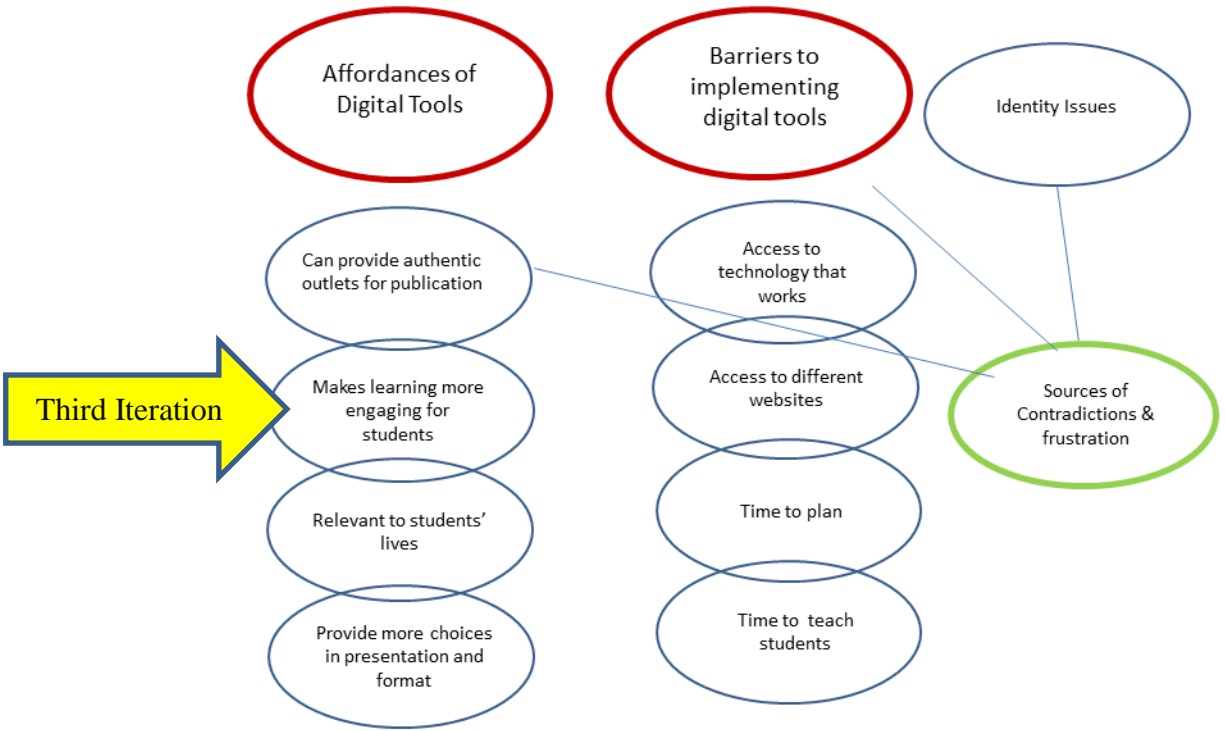 Affordances of
Digital Tools
Barriers to
implementing
digital tools
Identity Issues
Can provide authentic
outlets for publication
Access to
technology that
works
Third Iteration
Makes learning more
engaging for
students
Access to different
websites
Sources of
Contradictions &
frustration
Relevant to students’
lives
Time to plan
Provide more choices
in presentation and
format
Time to teach
students